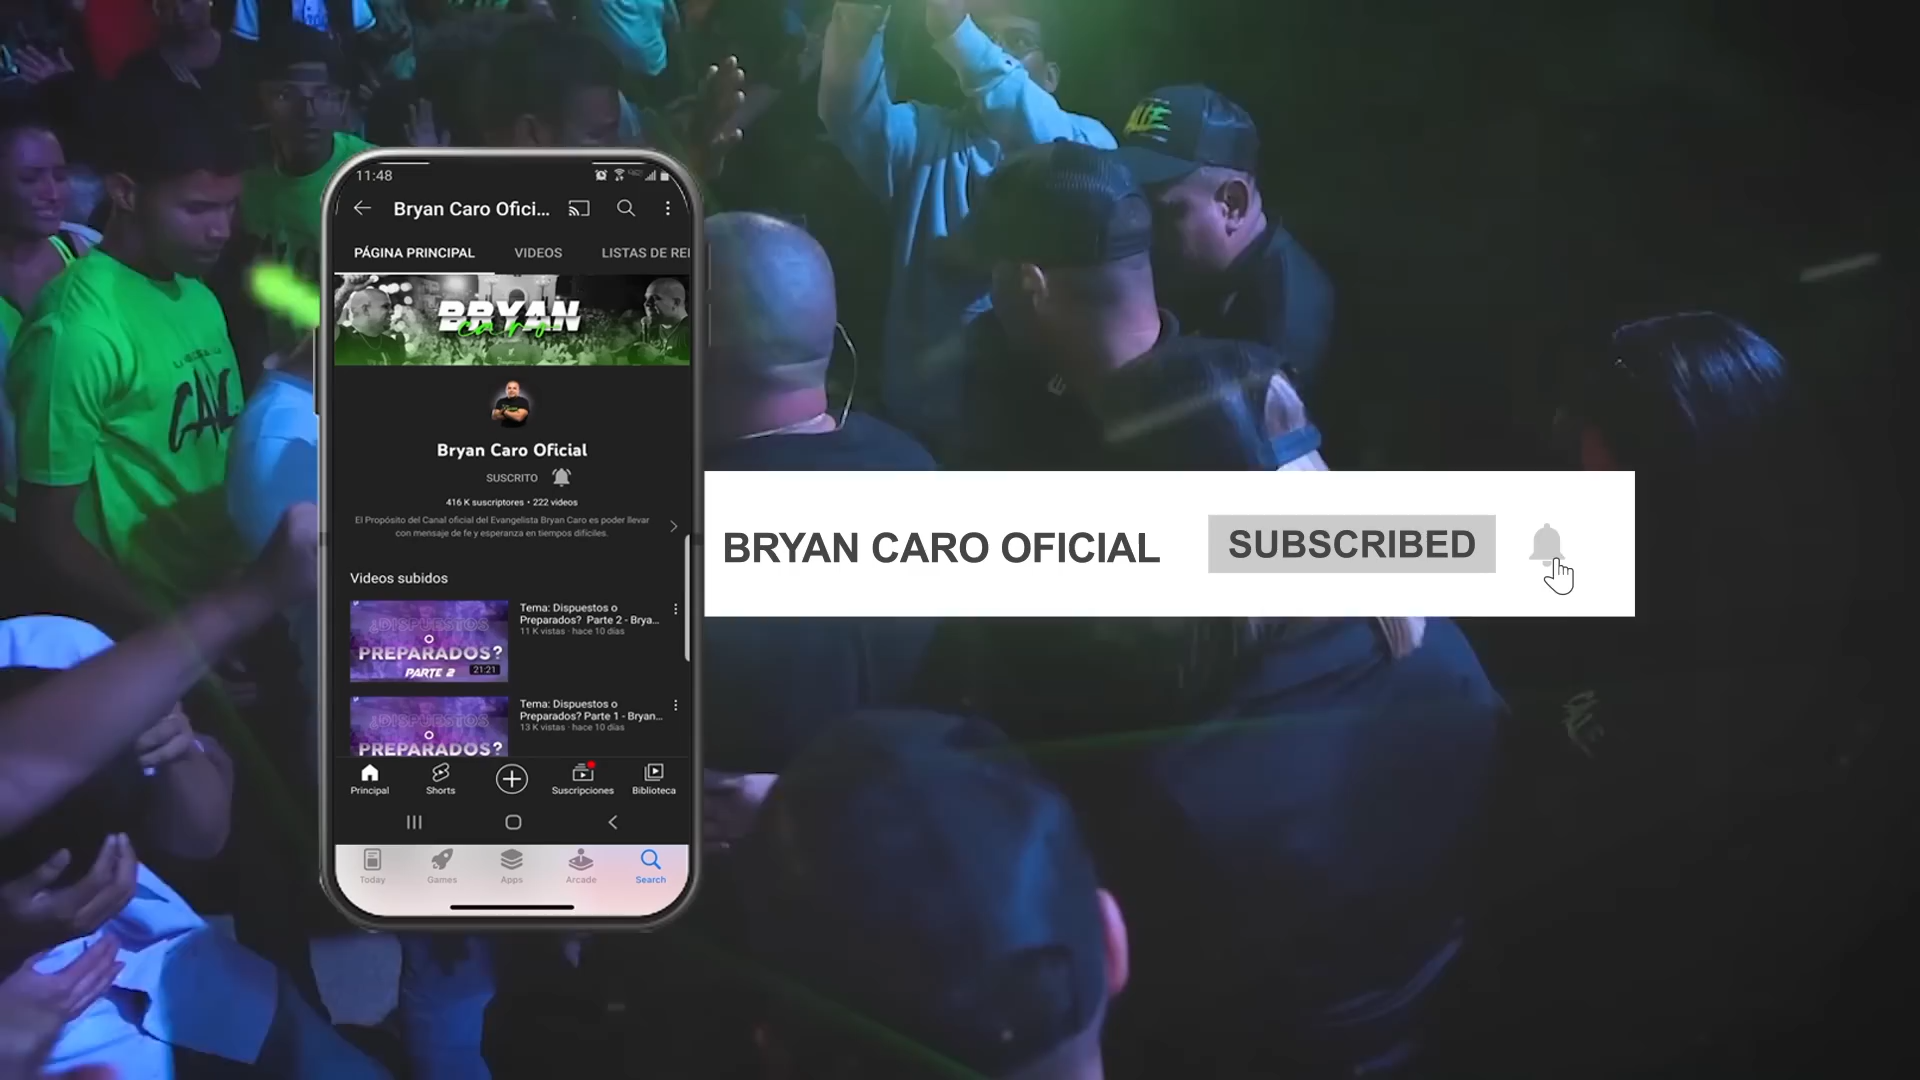 11:48
Bryan Caro Ofici...
PÁGINA PRINCIPAL VIDEOS LISTAS DE REI
BRYAN
caro
Bryan Caro Oficial
SUSCRITO
416 K suscriptores • 222 videos
El Propósito del Canal oficial del Evangelista Bryan Caro es poder llevar
con mensaje de fe y esperanza en tiempos difíciles.
Videos subidos
¿DISPUESTOS
O
PREPARADOS?
PARTE 2
21:21
Tema: Dispuestos o
Preparados? Parte 2 - Brya...
11 K vistas · hace 10 días
¿DISPUESTOS
O
PREPARADOS?
Tema: Dispuestos o
Preparados? Parte 1 - Bryan...
13 K vistas · hace 10 días
Principal Shorts Suscripciones Biblioteca
Today Games Apps Arcade Search
BRYAN CARO OFICIAL SUBSCRIBED